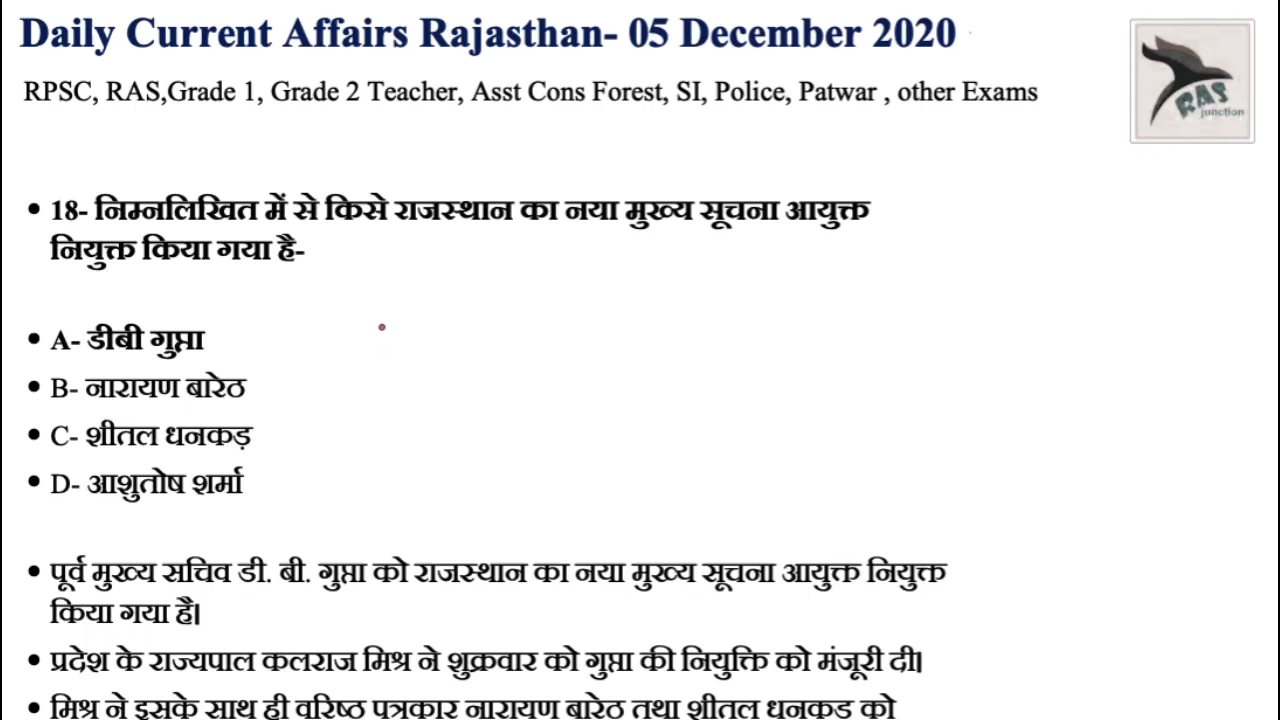 Daily Current Affairs Rajasthan- 05 December 2020
RPSC, RAS,Grade 1, Grade 2 Teacher, Asst Cons Forest, SI, Police, Patwar , other Exams
RAS
junction
• 18- निम्नलिखित में से किसे राजस्थान का नया मुख्य सूचना आयुक्त
नियुक्त किया गया है-
• A- डीबी गुप्ता
• B- नारायण बारेठ
• C- शीतल धनकड़
• D- आशुतोष शर्मा
• पूर्व मुख्य सचिव डी. बी. गुप्ता को राजस्थान का नया मुख्य सूचना आयुक्त नियुक्त
किया गया है।
• प्रदेश के राज्यपाल कलराज मिश्र ने शुक्रवार को गुप्ता की नियुक्ति को मंजूरी दी।
• मिश्र ने इसके साथ ही वरिष्ठ पत्रकार नारायण बारेठ तथा शीतल धनकड़ को